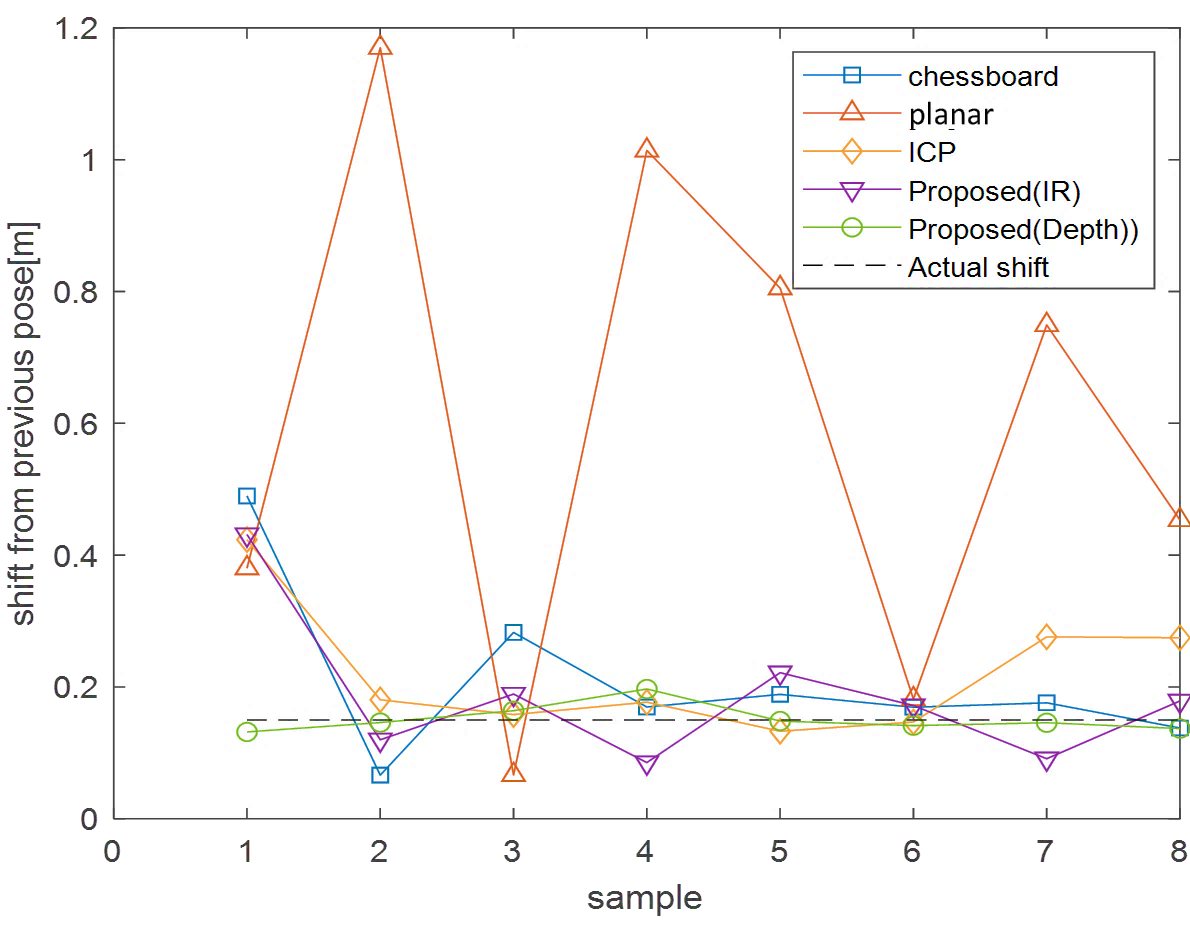 1.2
1
0.8
0.6
0.4
0.2
0
shift from previous pose[m]
chessboard
planar
ICP
Proposed(IR)
Proposed(Depth))
Actual shift
0 1 2 3 4 5 6 7 8
sample